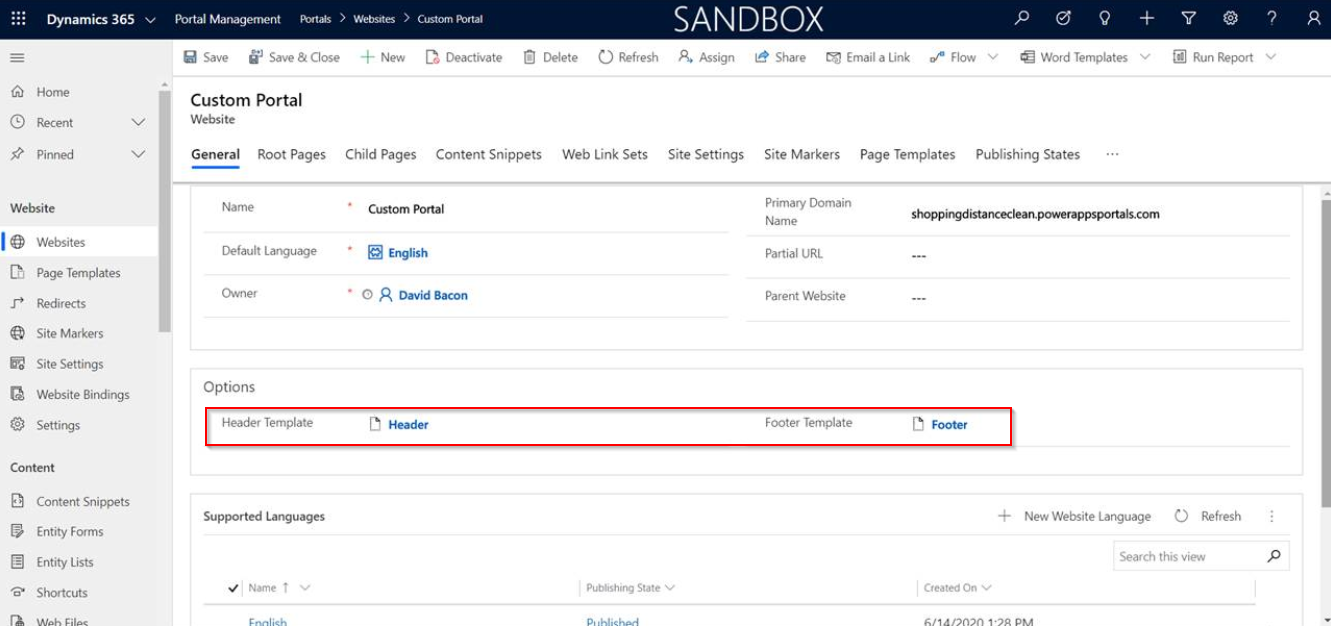 Dynamics 365 Portal Management Portals > Websites > Custom Portal SANDBOX
Save Save & Close New Deactivate Delete Refresh Assign Share Email a Link Flow Word Templates Run Report
Home
Recent
Pinned
Website
Websites
Page Templates
Redirects
Site Markers
Site Settings
Website Bindings
Settings
Content
Content Snippets
Entity Forms
Entity Lists
Shortcuts
Web Files
Custom Portal
Website
General Root Pages Child Pages Content Snippets Web Link Sets Site Settings Site Markers Page Templates Publishing States ...
Name * Custom Portal
Default Language * English
Owner * David Bacon
Primary Domain
Name
shoppingdistanceclean.powerappsportals.com
Partial URL ---
Parent Website ---
Options
Header Template Header Footer Template Footer
Supported Languages New Website Language Refresh
Search this view
Name ↑ Publishing State Created On
English Published 6/14/2020 1:28 PM